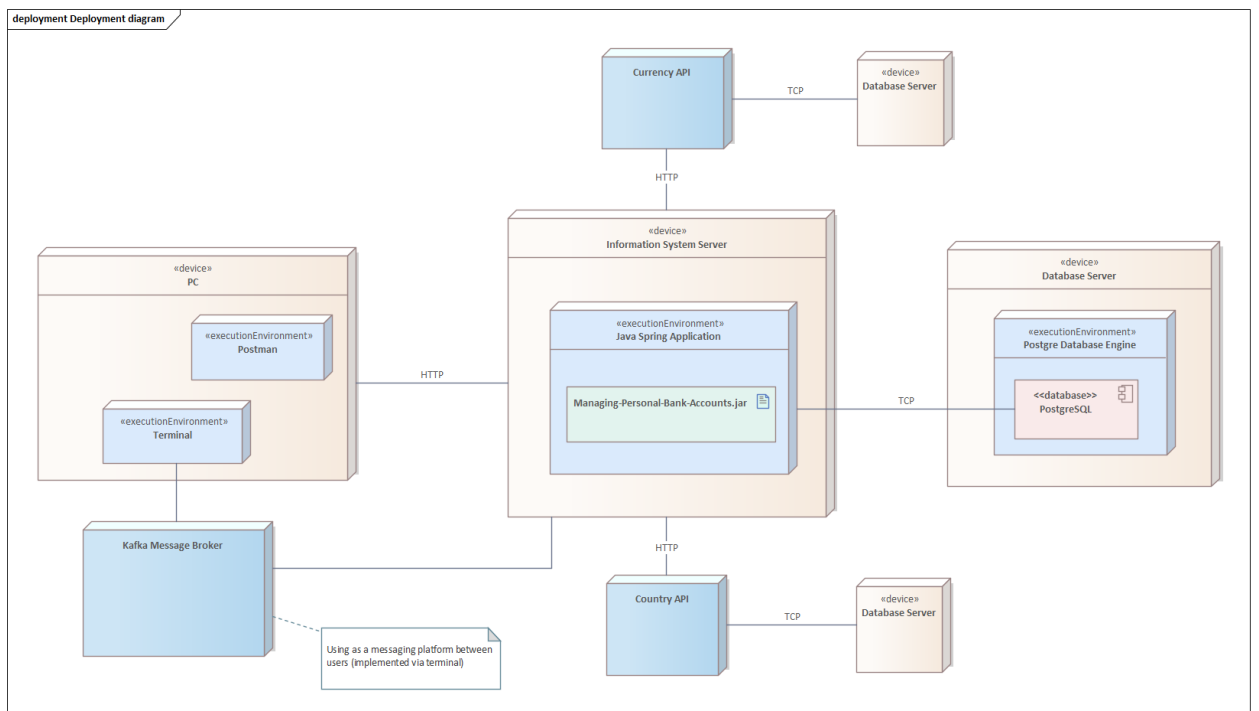 deployment Deployment diagram
Currency API
TCP
«device»
Database Server
HTTP
«device»
Information System Server
«device»
PC
«executionEnvironment»
Postman
«executionEnvironment»
Terminal
HTTP
«executionEnvironment»
Java Spring Application
Managing-Personal-Bank-Accounts.jar
TCP
«device»
Database Server
«executionEnvironment»
Postgre Database Engine
<<database>>
PostgreSQL
Kafka Message Broker
HTTP
Country API
TCP
«device»
Database Server
Using as a messaging platform between
users (implemented via terminal)